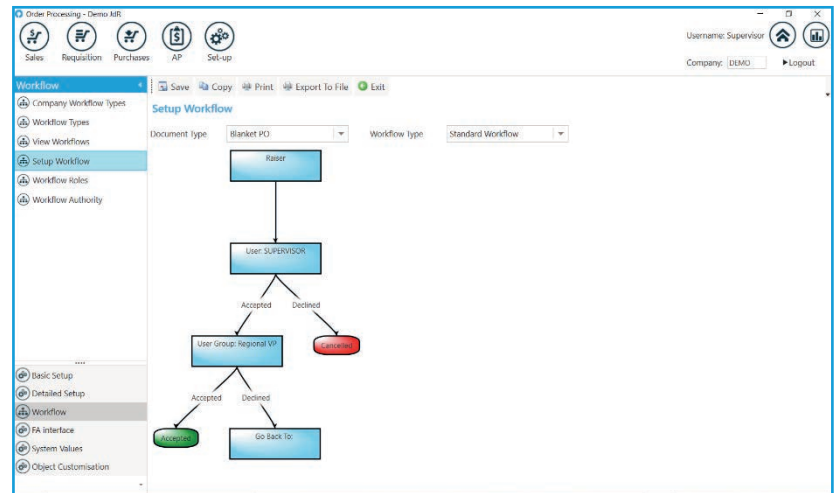 Order Processing - Demo JdR
Sales Requisition Purchases AP Set-up
Username: Supervisor
Company: DEMO Logout
Workflow
Company Workflow Types
Workflow Types
View Workflows
Setup Workflow
Workflow Roles
Workflow Authority
Basic Setup
Detailed Setup
Workflow
FA interface
System Values
Object Customisation
Save Copy Print Export To File Exit
Setup Workflow
Document Type Blanket PO Workflow Type Standard Workflow
Raiser
User: SUPERVISOR
Accepted Declined
User Group: Regional VP Cancelled
Accepted Declined
Accepted Go Back To: